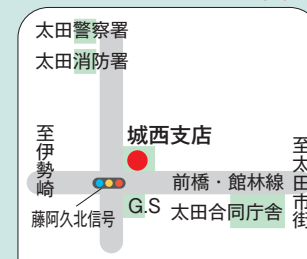 太田警察署
太田消防署
至伊勢崎
城西支店
至太田市街
前橋・館林線
藤阿久北信号
G.S
太田合同庁舎